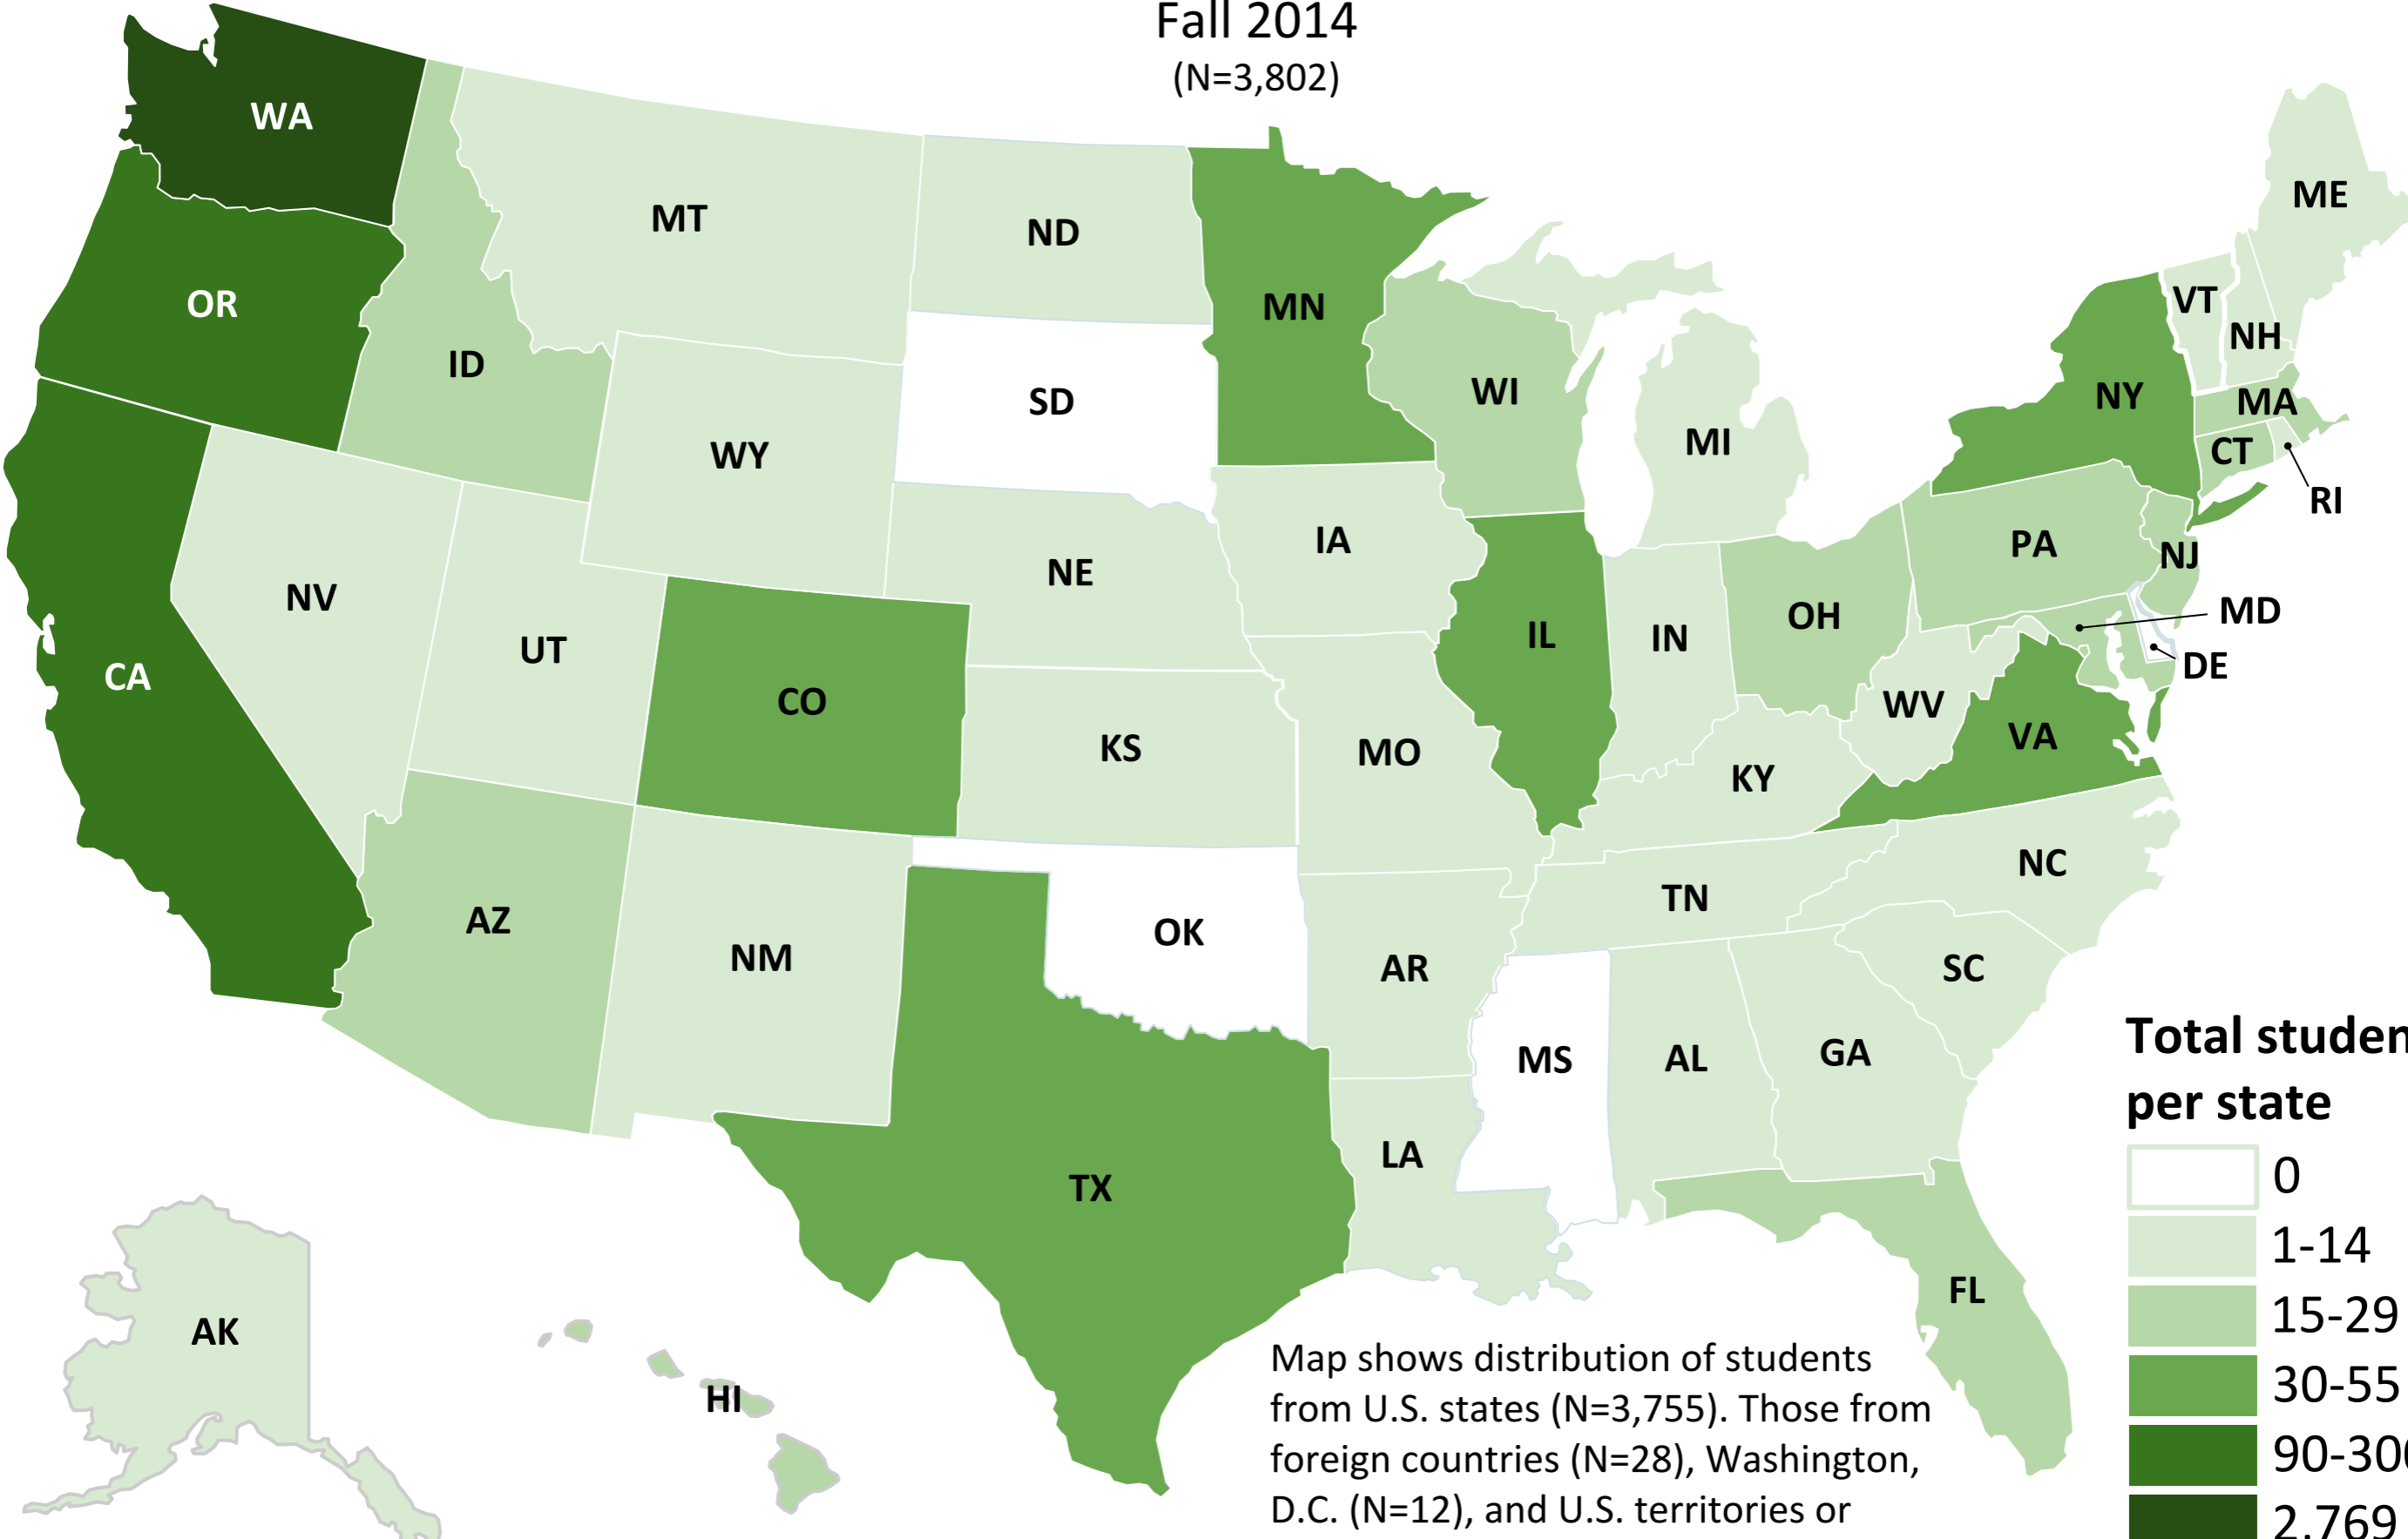 Fall 2014
(N=3,802)
WA
ME
MT
ND
OR
MN
VT
NH
ID
WI
NY
MA
SD
MI
CT
WY
RI
IA
PA
NJ
NE
NV
MD
UT
IL
IN
OH
DE
CA
CO
WV
VA
KS
MO
KY
NC
TN
AZ
OK
NM
AR
SC
MS
AL
GA
LA
TX
FL
AK
HI
Total studen
per state
0
1-14
15-29
30-55
90-300
2,769
Map shows distribution of students
from U.S. states (N=3,755). Those from
foreign countries (N=28), Washington,
D.C. (N=12), and U.S. territories or